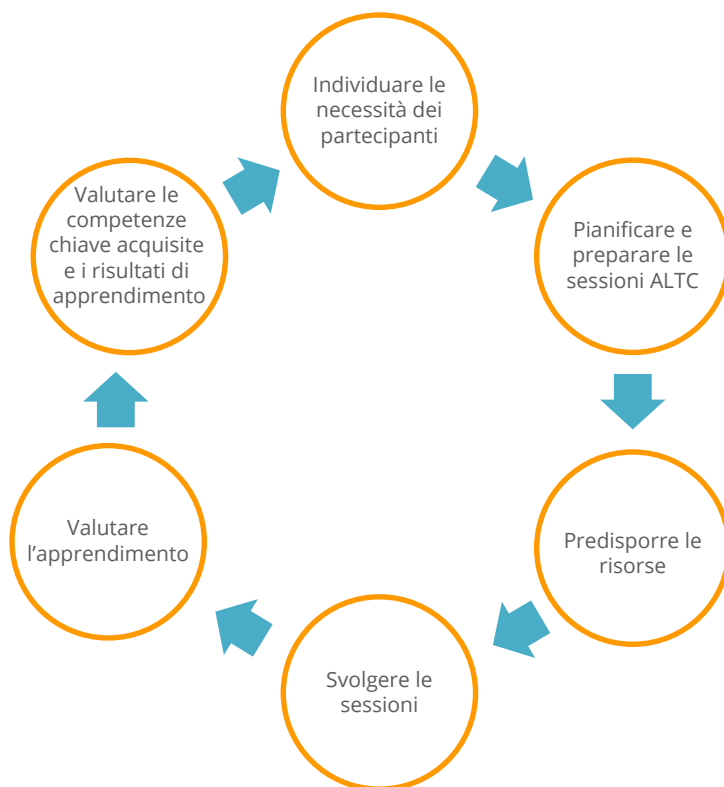 Individuare le
necessità dei
partecipanti
Pianificare e
preparare le
sessioni ALTC
Predisporre le
risorse
Svolgere le
sessioni
Valutare
l’apprendimento
Valutare le
competenze
chiave acquisite
e i risultati di
apprendimento